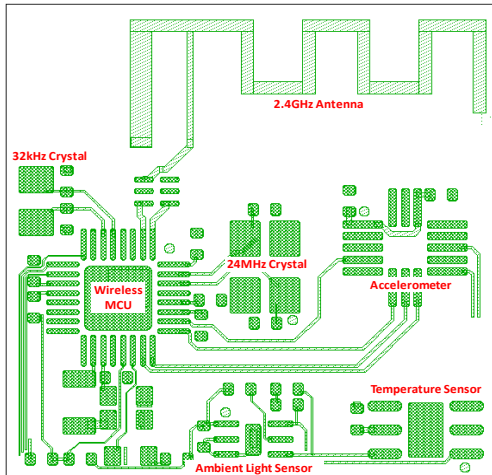 2.4GHz Antenna
32kHz Crystal
24MHz Crystal
Wireless
MCU
Accelerometer
Temperature Sensor
Ambient Light Sensor